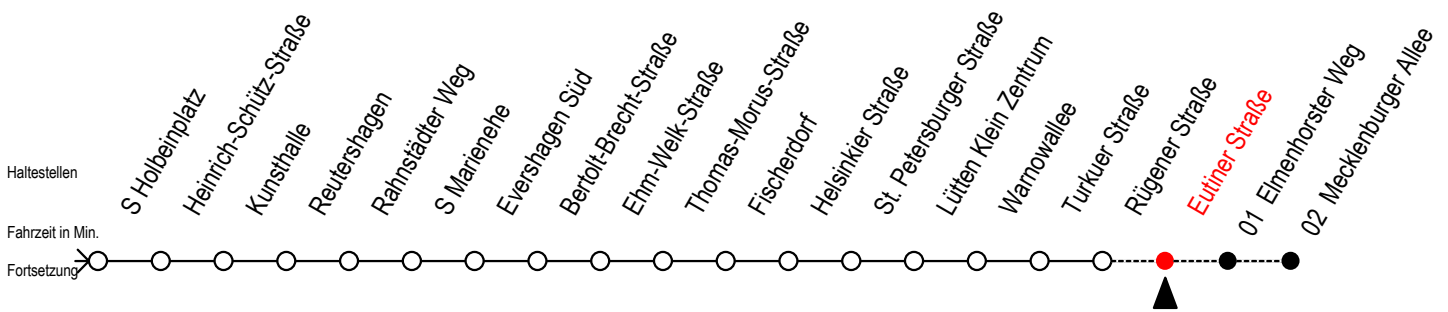 Haltestellen
Fahrzeit in Min.
Fortsetzung
S Holbeinplatz
Heinrich-Schütz-Straße
Kunsthalle
Reutershagen
Rahnstädter Weg
S Marienehe
Evershagen Süd
Bertolt-Brecht-Straße
Ehm-Welk-Straße
Thomas-Morus-Straße
Fischerdorf
Helsinkier Straße
St. Petersburger Straße
Lütten Klein Zentrum
Warnowallee
Turkuer Straße
Rügener Straße
Eutiner Straße
01 Elmenhorster Weg
02 Mecklenburger Allee